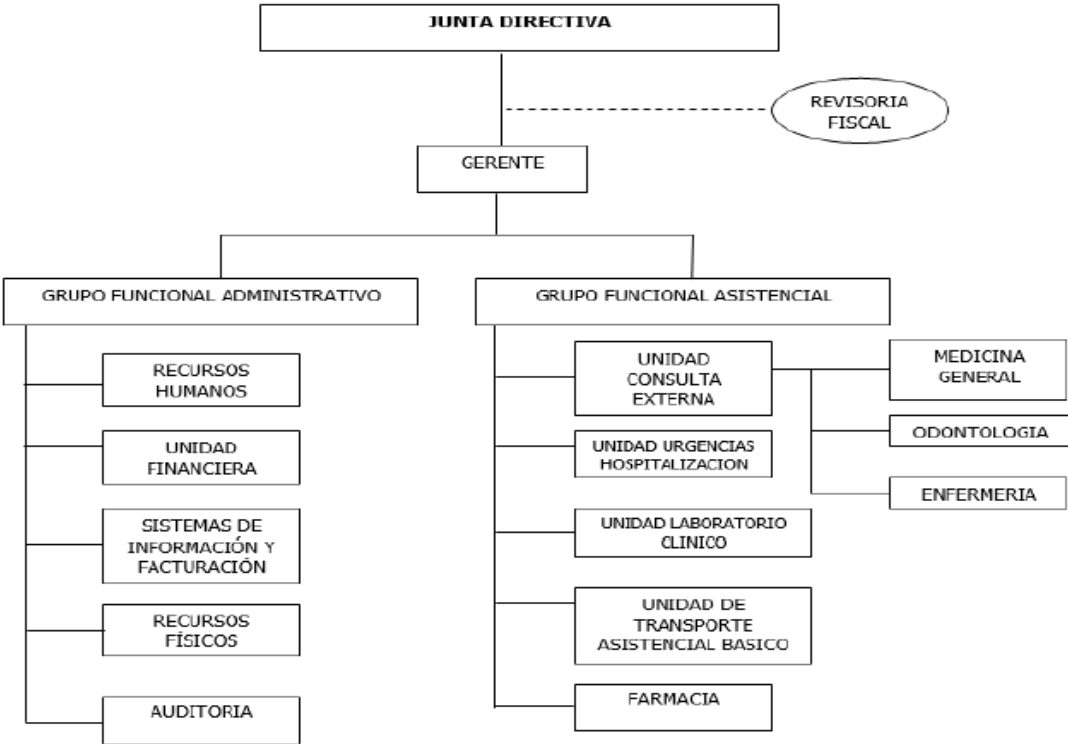 JUNTA DIRECTIVA
REVISORIA
FISCAL
GERENTE
GRUPO FUNCIONAL ADMINISTRATIVO
RECURSOS
HUMANOS
UNIDAD
FINANCIERA
SISTEMAS DE
INFORMACIÓN Y
FACTURACIÓN
RECURSOS
FÍSICOS
AUDITORIA
GRUPO FUNCIONAL ASISTENCIAL
UNIDAD
CONSULTA
EXTERNA
MEDICINA
GENERAL
ODONTOLOGIA
ENFERMERIA
UNIDAD URGENCIAS
HOSPITALIZACION
UNIDAD LABORATORIO
CLINICO
UNIDAD DE
TRANSPORTE
ASISTENCIAL BASICO
FARMACIA